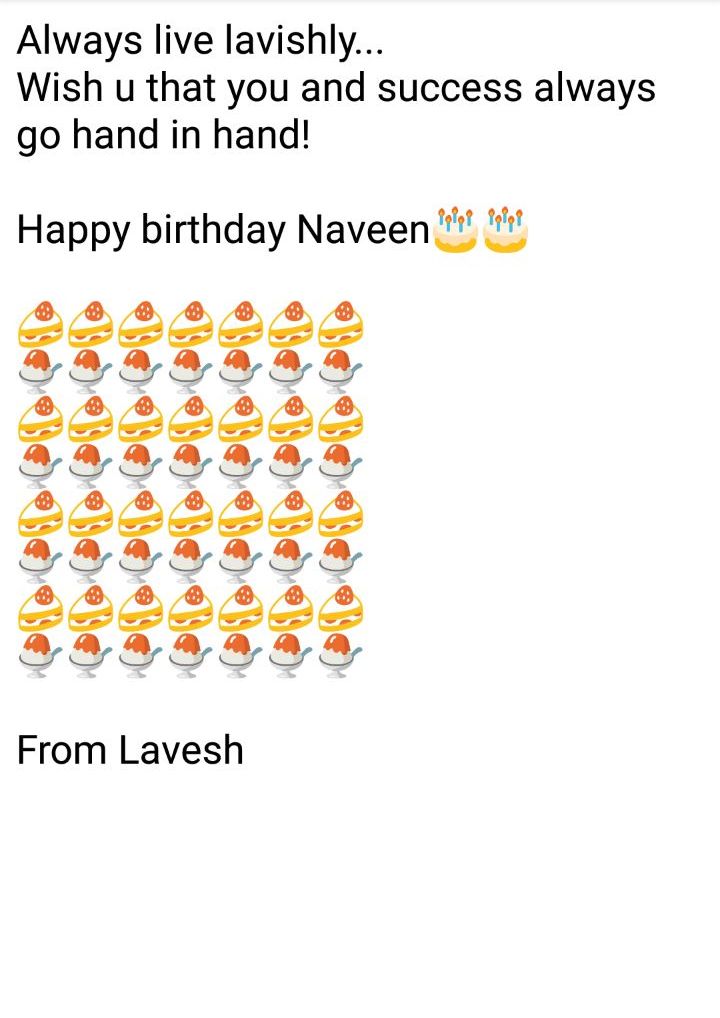 Always live lavishly...
Wish u that you and success always
go hand in hand!
Happy birthday Naveen🎂🎂
🍰🍰🍰🍰🍰🍰🍰
🍨🍨🍨🍨🍨🍨🍨
🍰🍰🍰🍰🍰🍰🍰
🍨🍨🍨🍨🍨🍨🍨
🍰🍰🍰🍰🍰🍰🍰
🍨🍨🍨🍨🍨🍨🍨
🍰🍰🍰🍰🍰🍰🍰
🍨🍨🍨🍨🍨🍨🍨
From Lavesh